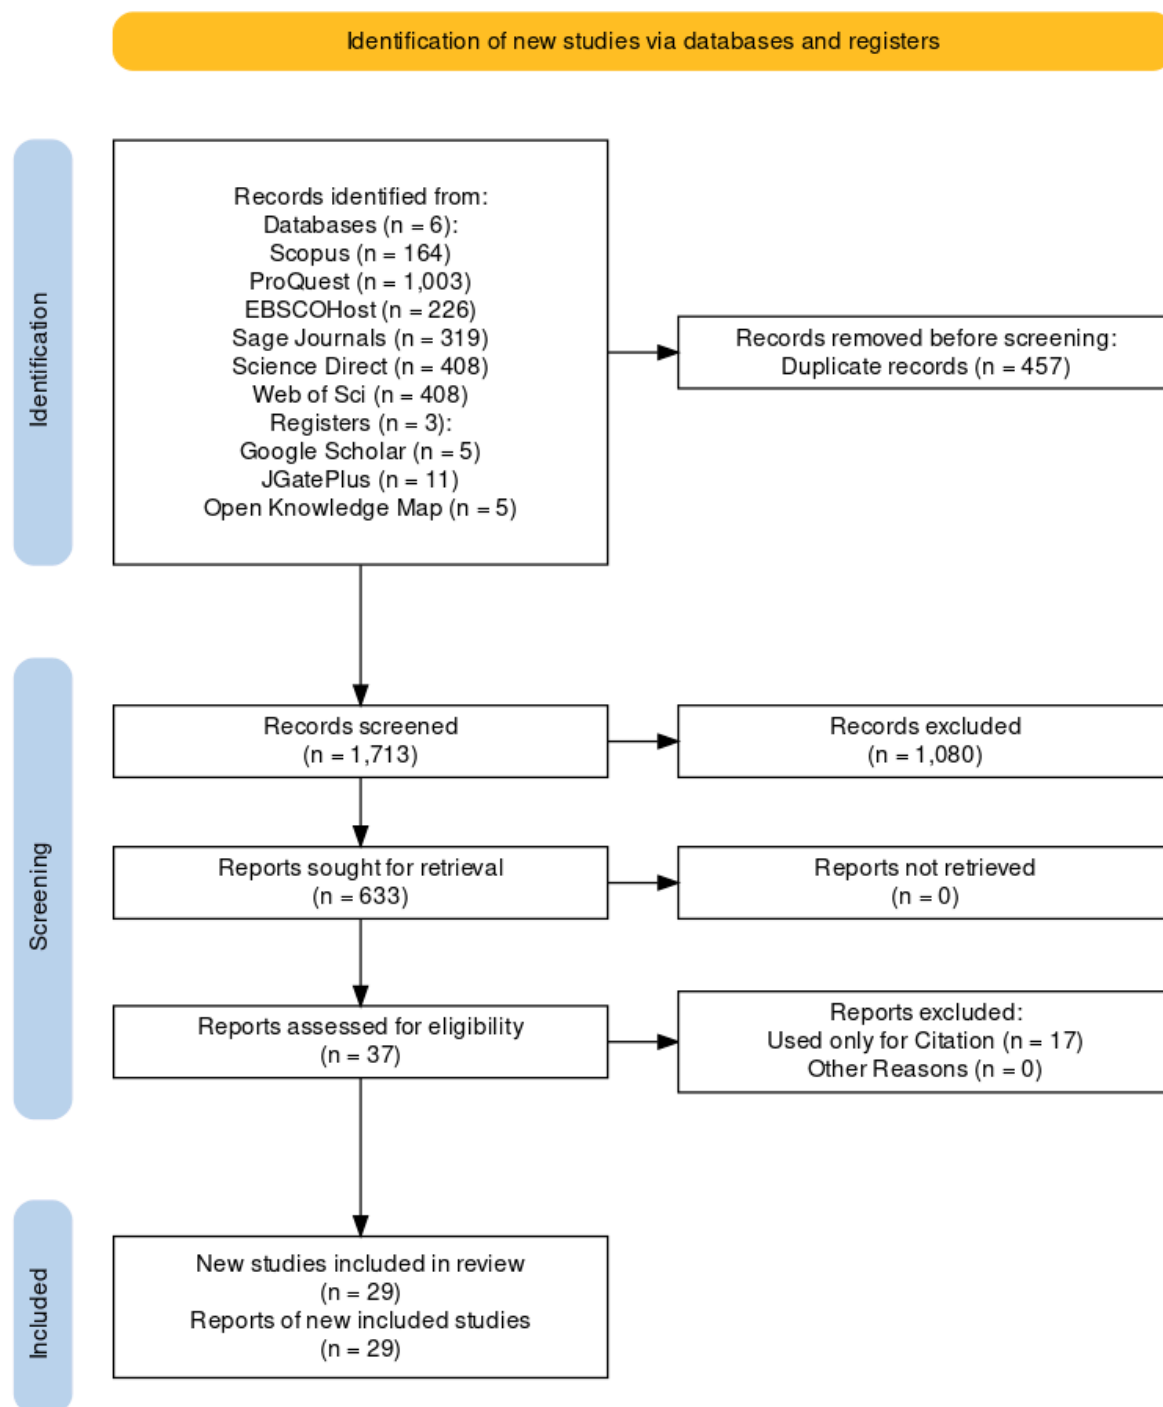 Identification of new studies via databases and registers
Identification
Records identified from:
Databases (n = 6):
Scopus (n = 164)
ProQuest (n = 1,003)
EBSCOHost (n = 226)
Sage Journals (n = 319)
Science Direct (n = 408)
Web of Sci (n = 408)
Registers (n = 3):
Google Scholar (n = 5)
JGatePlus (n = 11)
Open Knowledge Map (n = 5)
Records removed before screening:
Duplicate records (n = 457)
Screening
Records screened
(n = 1,713)
Records excluded
(n = 1,080)
Reports sought for retrieval
(n = 633)
Reports not retrieved
(n = 0)
Reports assessed for eligibility
(n = 37)
Reports excluded:
Used only for Citation (n = 17)
Other Reasons (n = 0)
Included
New studies included in review
(n = 29)
Reports of new included studies
(n = 29)